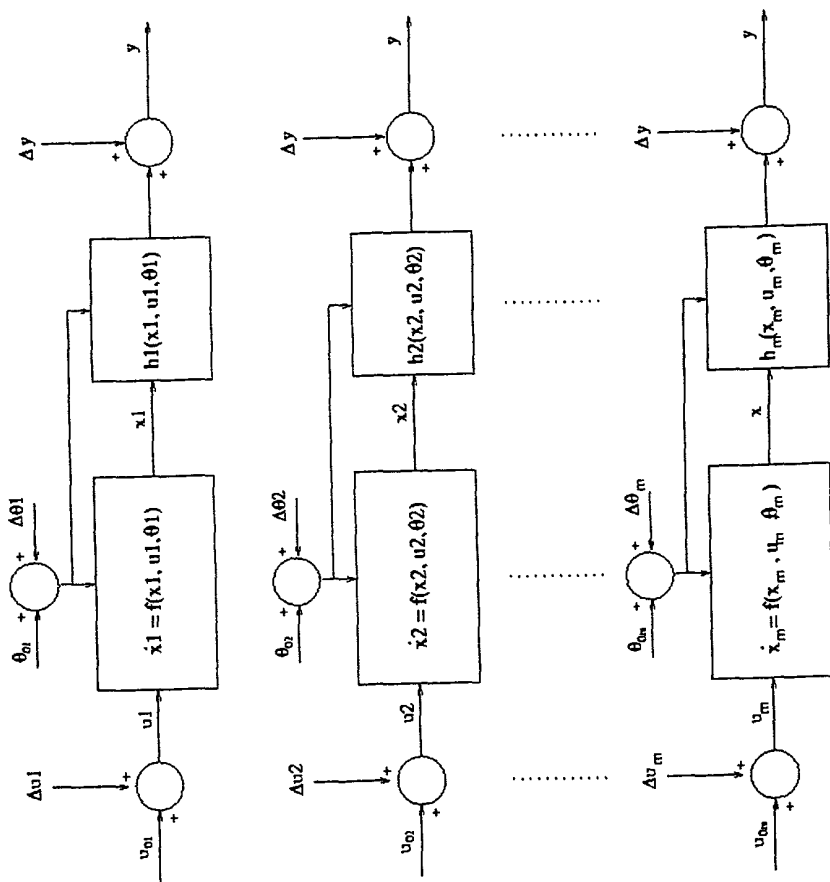 u₀₁
Δu1
+
+
u1
θ₀₁
Δθ1
+
+
ẋ1 = f(x1, u1,θ1)
x1
h1(x1, u1,θ1)
Δy
+
+
y
u₀₂
Δu2
+
+
u2
θ₀₂
Δθ2
+
+
ẋ2 = f(x2, u2,θ2)
x2
h2(x2, u2,θ2)
Δy
+
+
y
u₀ₘ
Δuₘ
+
+
uₘ
θ₀ₘ
Δθₘ
+
+
ẋₘ = f(xₘ , uₘ θₘ )
x
hₘ(xₘ, uₘ,θₘ)
Δy
+
+
y